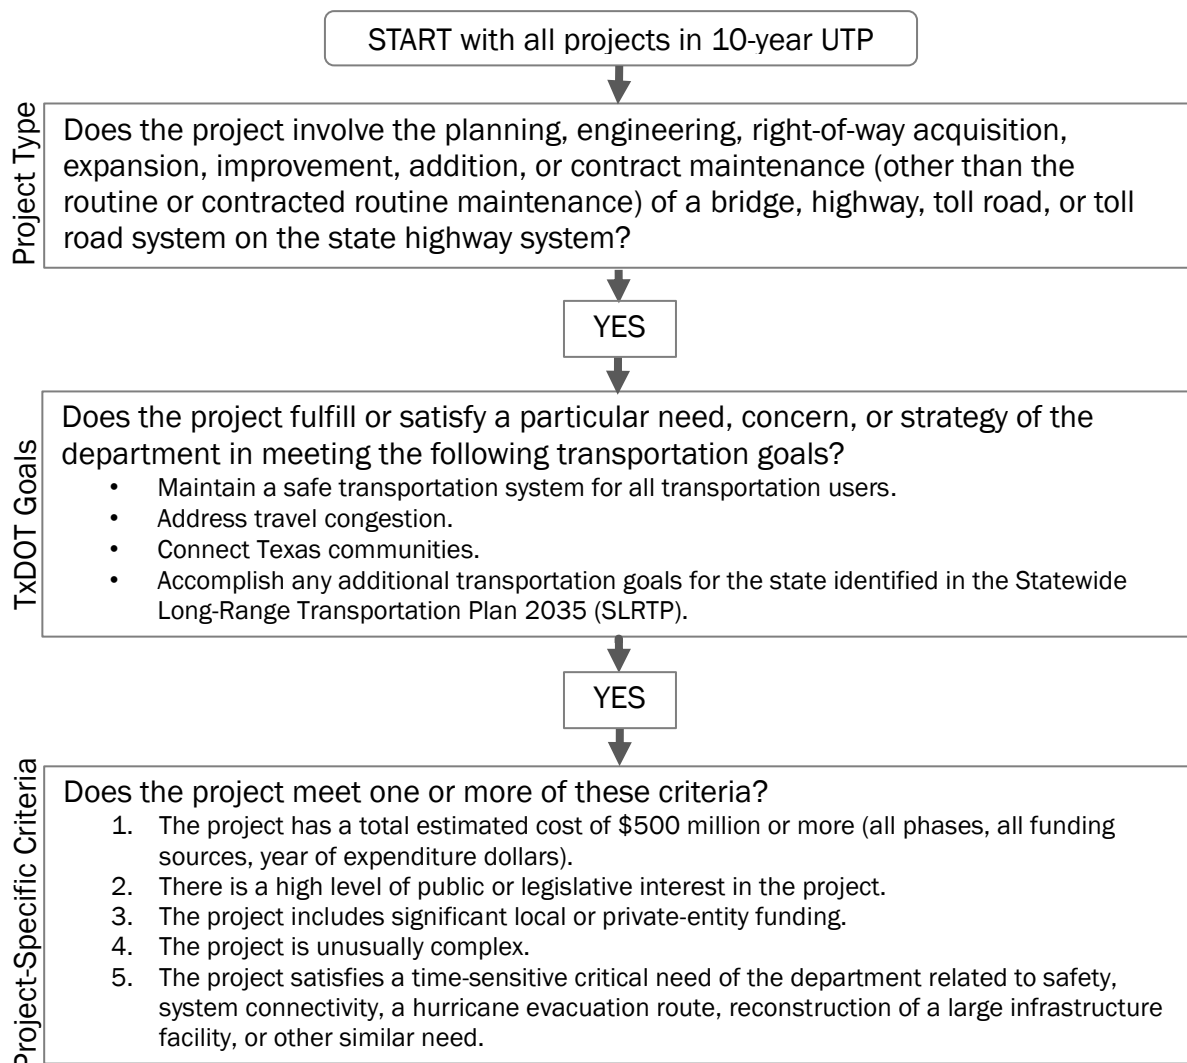 START with all projects in 10-year UTP
Project Type
Does the project involve the planning, engineering, right-of-way acquisition,
expansion, improvement, addition, or contract maintenance (other than the
routine or contracted routine maintenance) of a bridge, highway, toll road, or toll
road system on the state highway system?
YES
TxDOT Goals
Does the project fulfill or satisfy a particular need, concern, or strategy of the
department in meeting the following transportation goals?
• Maintain a safe transportation system for all transportation users.
• Address travel congestion.
• Connect Texas communities.
• Accomplish any additional transportation goals for the state identified in the Statewide
Long-Range Transportation Plan 2035 (SLRTP).
YES
Project-Specific Criteria
Does the project meet one or more of these criteria?
1. The project has a total estimated cost of $500 million or more (all phases, all funding
sources, year of expenditure dollars).
2. There is a high level of public or legislative interest in the project.
3. The project includes significant local or private-entity funding.
4. The project is unusually complex.
5. The project satisfies a time-sensitive critical need of the department related to safety,
system connectivity, a hurricane evacuation route, reconstruction of a large infrastructure
facility, or other similar need.